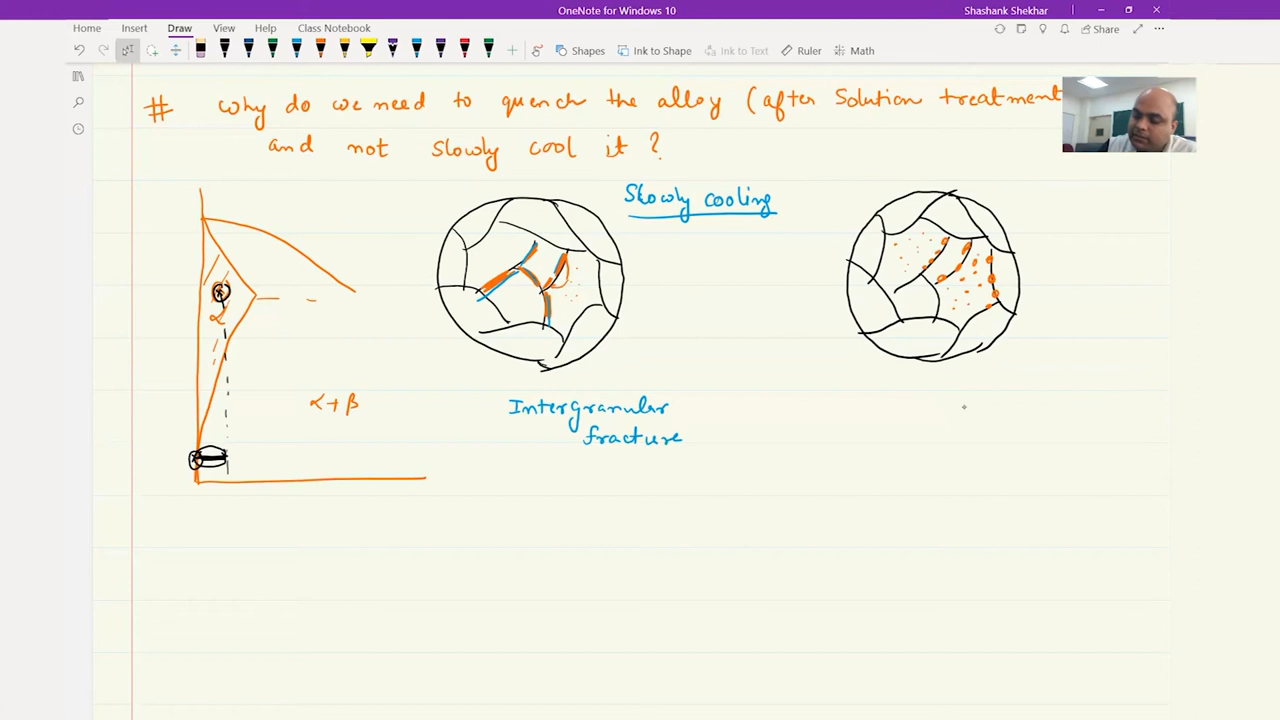 OneNote for Windows 10
Shashank Shekhar
Home Insert Draw View Help Class Notebook
Share
Shapes Ink to Shape Ink to Text Ruler Math
# Why do we need to quench the alloy (after Solution treatment
and not slowly cool it?
Slowly cooling
α
α+β
Intergranular
fracture